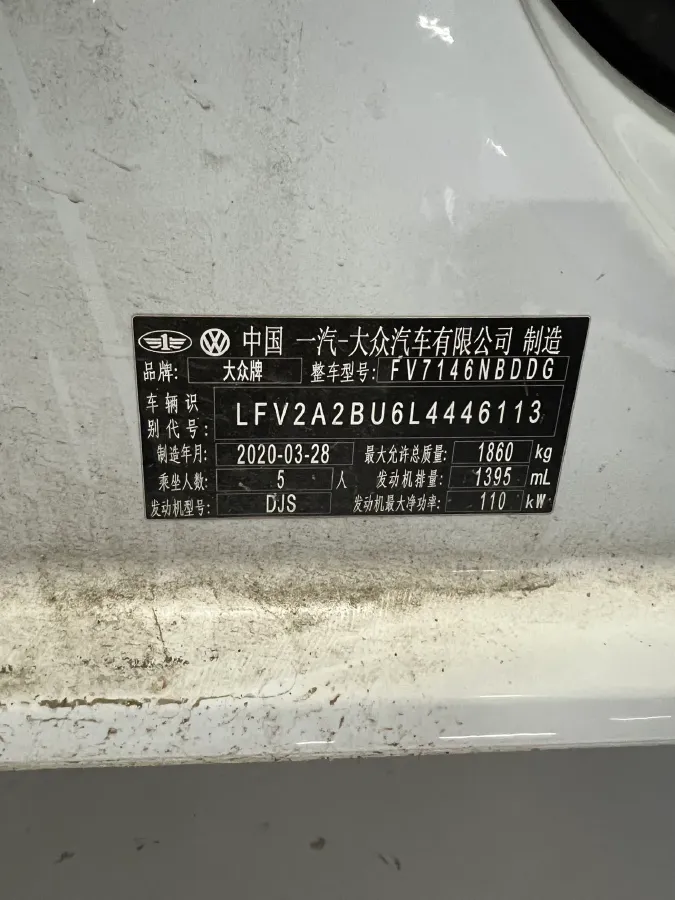 1 VW 中国 一汽-大众汽车有限公司 制造
品牌: 大众牌 整车型号: FV7146NBDDG
车辆识
别代号: LFV2A2BU6L4446113
制造年月: 2020-03-28 最大允许总质量: 1860 kg
乘坐人数: 5 人 发动机排量: 1395 mL
发动机型号: DJS 发动机最大净功率: 110 kW